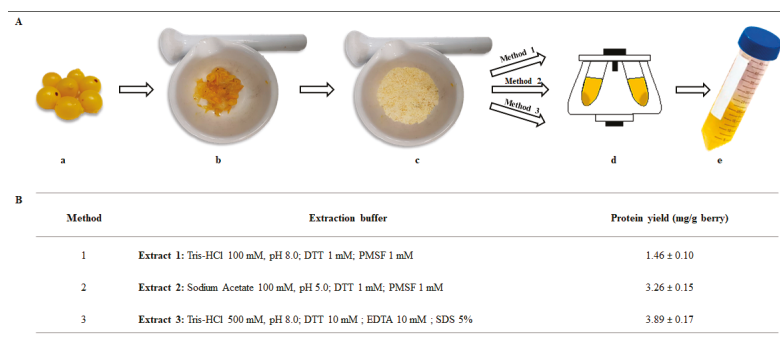 A
Method 1
Method 2
Method 3
a b c d e
B
Method Extraction buffer Protein yield (mg/g berry)
1 Extract 1: Tris-HCl 100 mM, pH 8.0; DTT 1 mM; PMSF 1 mM 1.46 ± 0.10
2 Extract 2: Sodium Acetate 100 mM, pH 5.0; DTT 1 mM; PMSF 1 mM 3.26 ± 0.15
3 Extract 3: Tris-HCl 500 mM, pH 8.0; DTT 10 mM ; EDTA 10 mM ; SDS 5% 3.89 ± 0.17